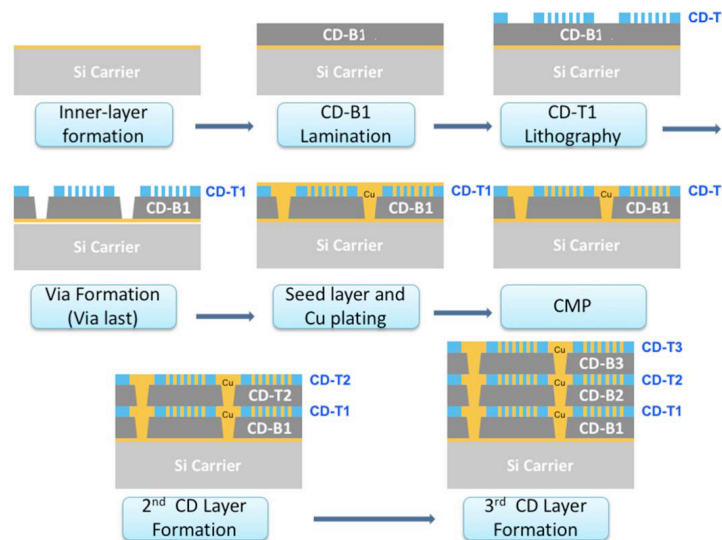 CD-B1
CD-T
CD-B1
Si Carrier
Si Carrier
Si Carrier
Inner-layer
formation
CD-B1
Lamination
CD-T1
Lithography
CD-T1
CD-B1
Si Carrier
Cu
CD-T1
CD-B1
Si Carrier
Cu
CD-T
CD-B1
Si Carrier
Via Formation
(Via last)
Seed layer and
Cu plating
CMP
Cu
CD-T2
CD-T2
Cu
CD-T1
CD-B1
Si Carrier
Cu
CD-T3
CD-B3
Cu
CD-T2
CD-B2
Cu
CD-T1
CD-B1
Si Carrier
2nd CD Layer
Formation
3rd CD Layer
Formation